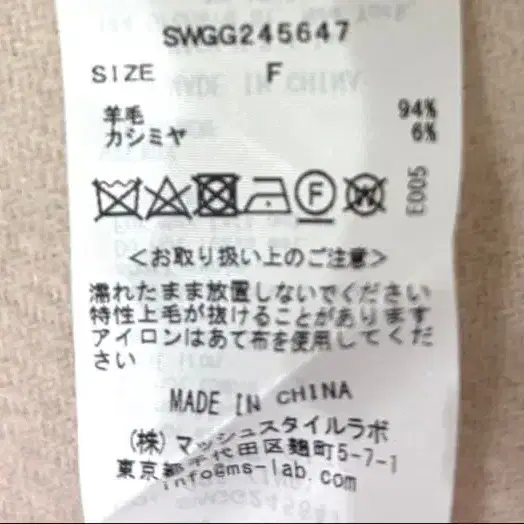 SWGG245647
SIZE F
羊毛 94%
カシミヤ 6%
F
W
E005
<お取り扱い上のご注意>
濡れたまま放置しないでください
特性上毛が抜けることがあります
アイロンはあて布を使用してくだ
さい
MADE IN CHINA
(株)マッシュスタイルラボ
東京都千代田区麹町5-7-1
info@ms-lab.com